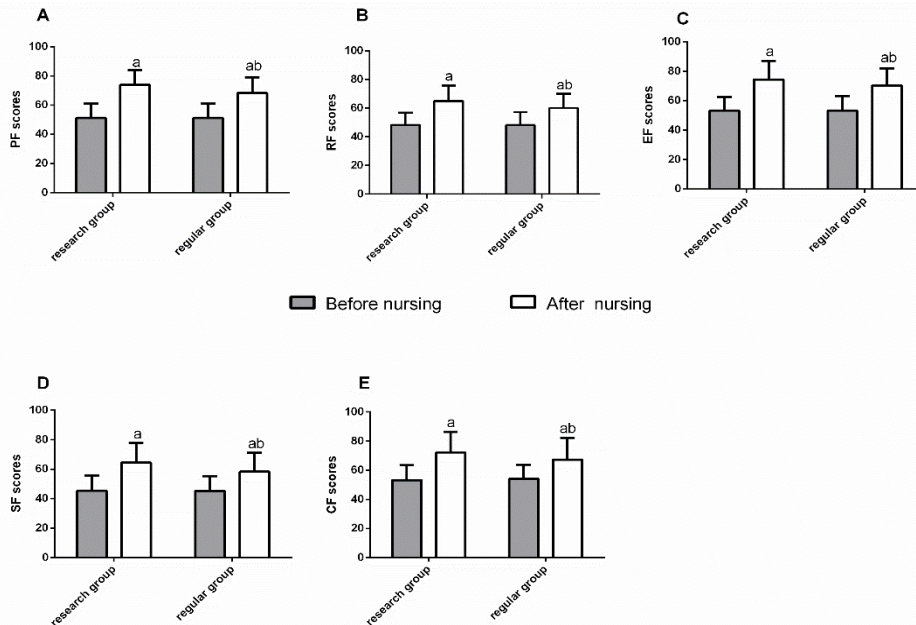 A
PF scores
100
80
60
40
20
0
a
ab
research group
regular group
B
RF scores
100
80
60
40
20
0
a
ab
research group
regular group
C
EF scores
100
80
60
40
20
0
a
ab
research group
regular group
Before nursing
After nursing
D
SF scores
100
80
60
40
20
0
a
ab
research group
regular group
E
CF scores
100
80
60
40
20
0
a
ab
research group
regular group